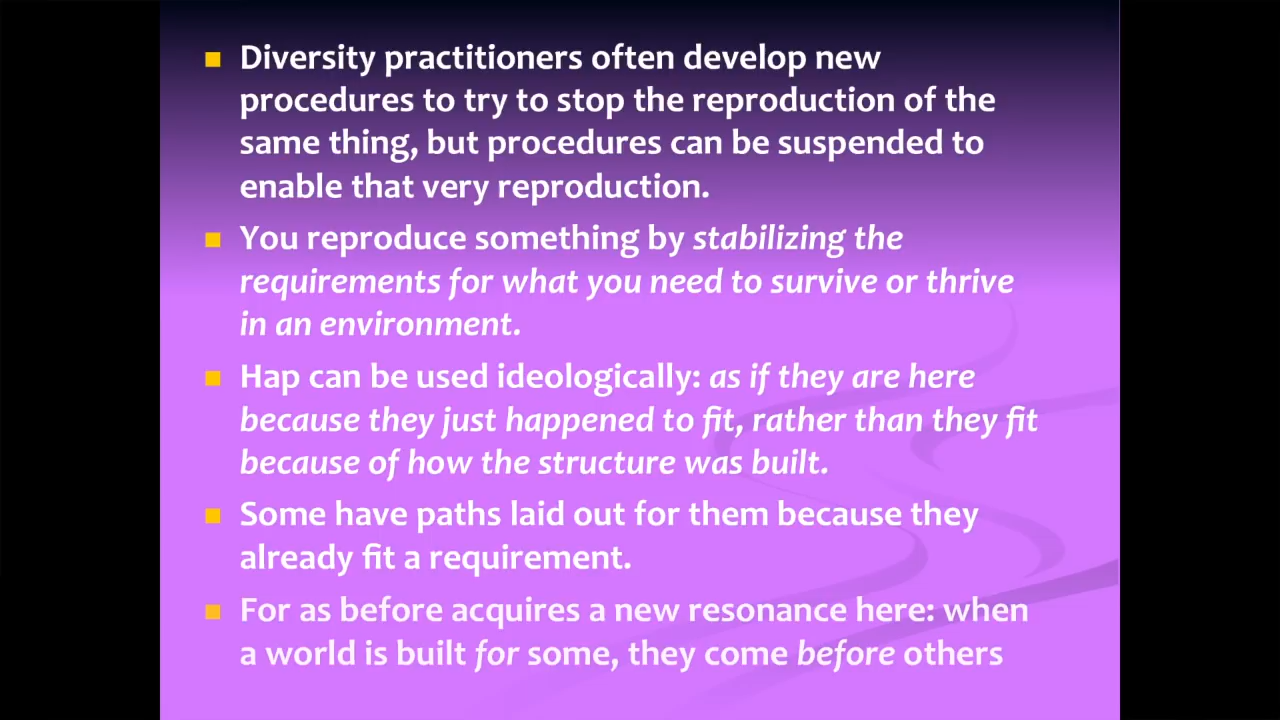 Diversity practitioners often develop new
procedures to try to stop the reproduction of the
same thing, but procedures can be suspended to
enable that very reproduction.
You reproduce something by stabilizing the
requirements for what you need to survive or thrive
in an environment.
Hap can be used ideologically: as if they are here
because they just happened to fit, rather than they fit
because of how the structure was built.
Some have paths laid out for them because they
already fit a requirement.
For as before acquires a new resonance here: when
a world is built for some, they come before others